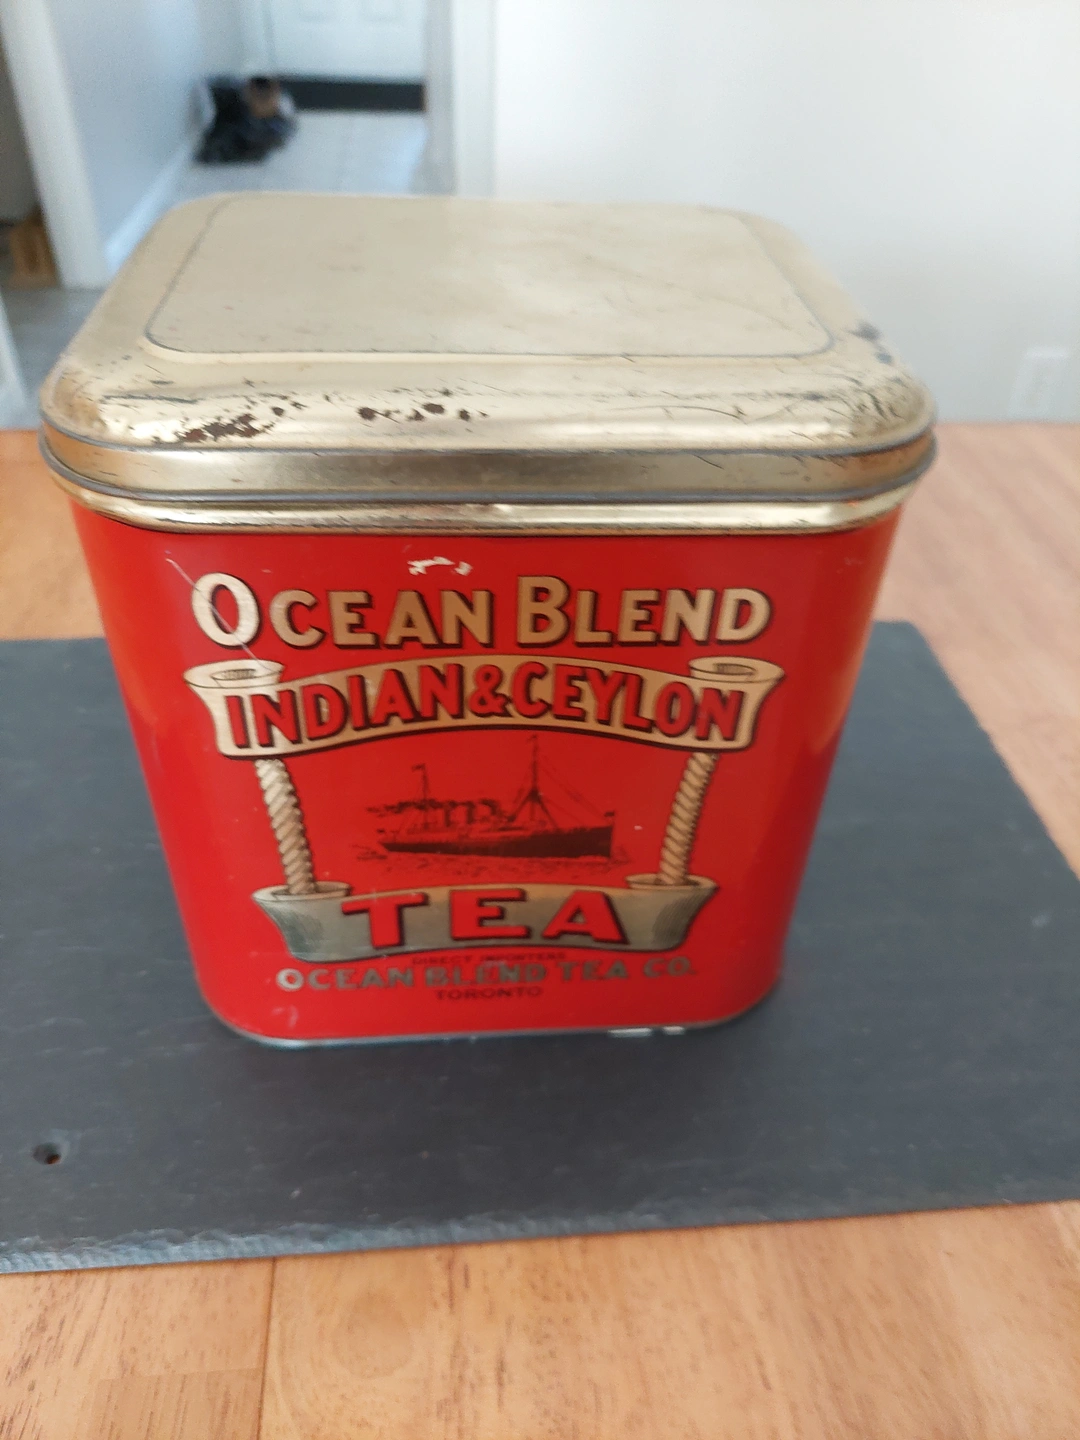 OCEAN BLEND
INDIAN & CEYLON
TEA
DIRECT IMPORTERS
OCEAN BLEND TEA CO.
TORONTO